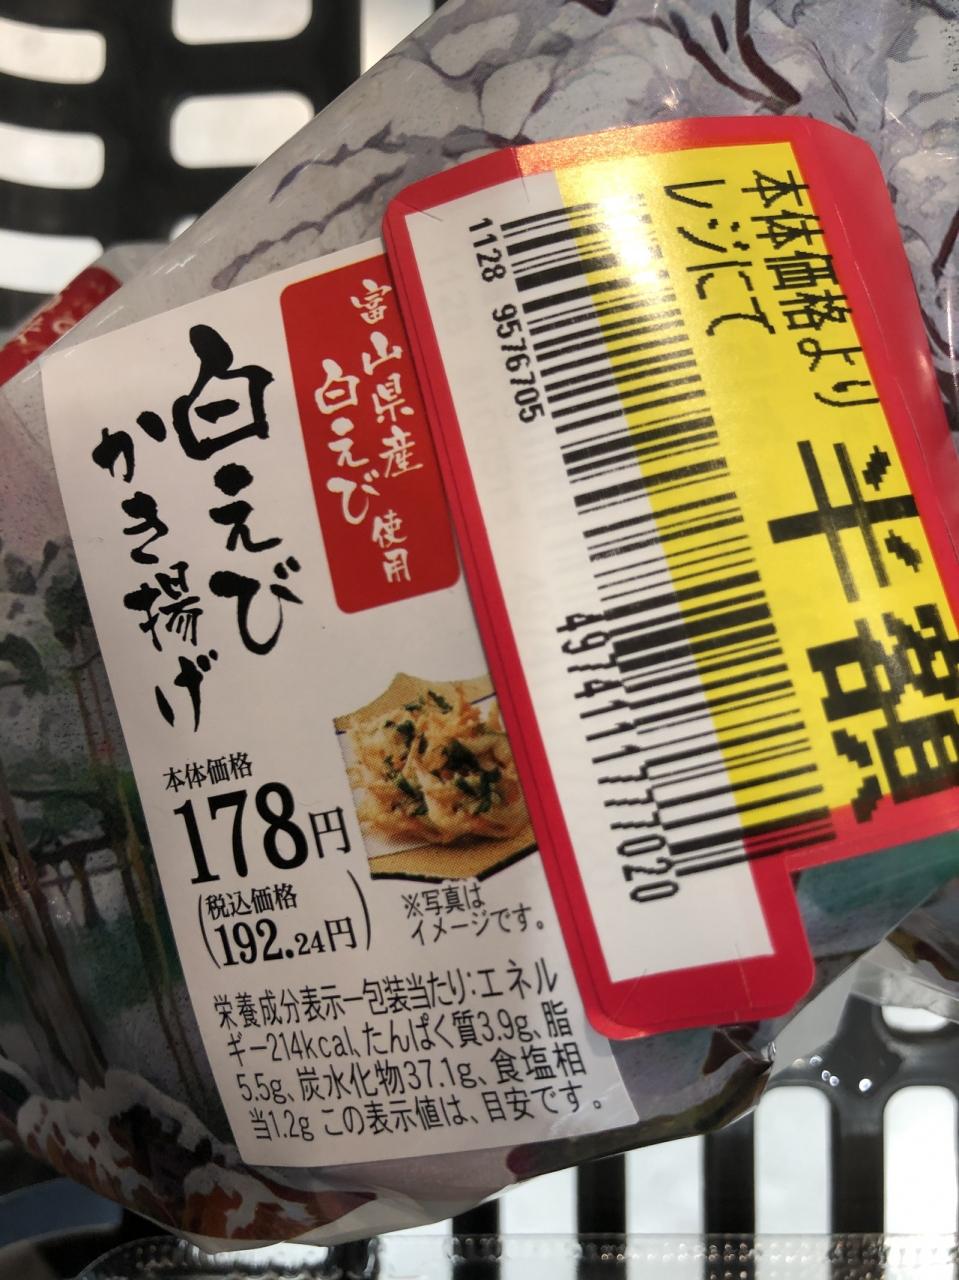 富山県産
白えび使用
白えび
かき揚げ
本体価格
178円
(税込価格
192.24円)
※写真は
イメージです。
栄養成分表示一包装当たり:エネル
ギー214kcal、たんぱく質3.9g、脂
5.5g、炭水化物37.1g、食塩相
当1.2g この表示値は、目安です。
本体価格より
レジにて
半額
1128 9576705
4974117177020